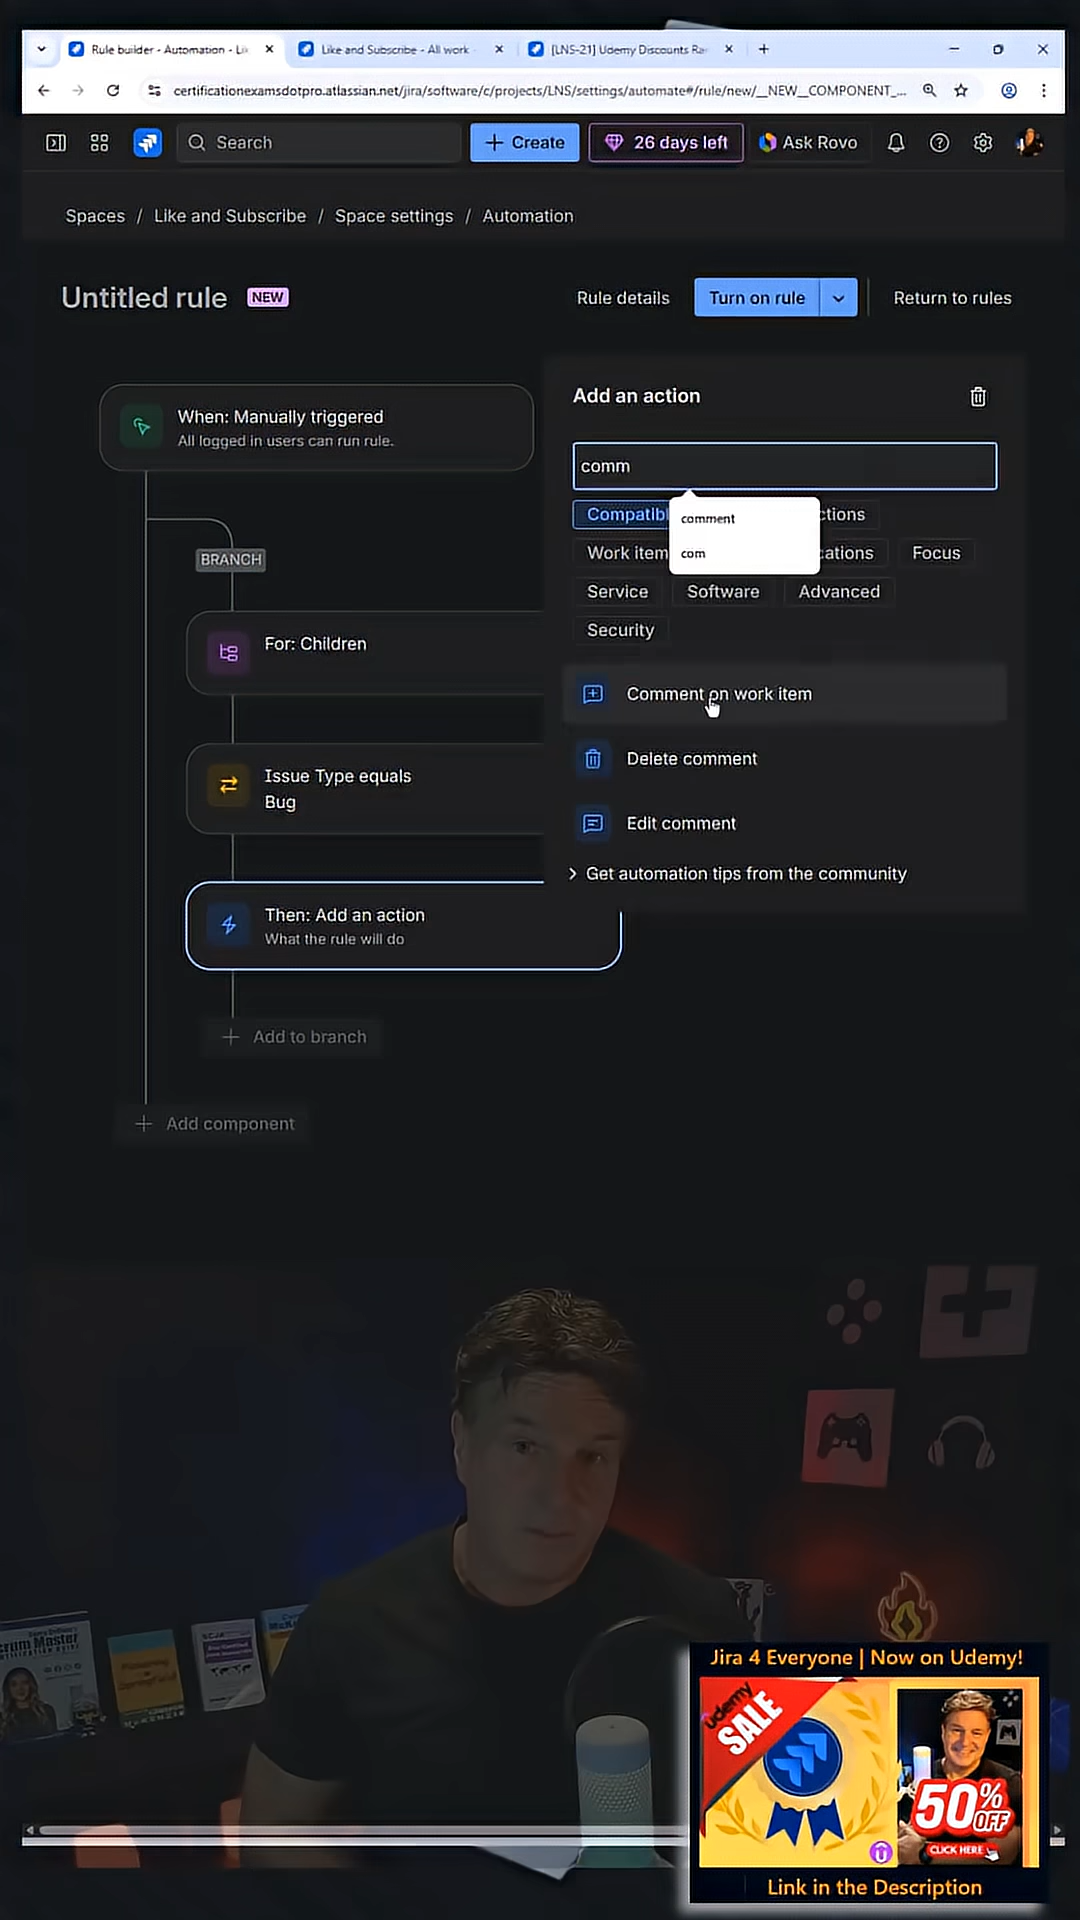 Rule builder - Automation - Li
Like and Subscribe - All work -
[LNS-21] Udemy Discounts Ra
certificationexamsdotpro.atlassian.net/jira/software/c/projects/LNS/settings/automate#/rule/new/__NEW__COMPONENT_...
Search
+ Create
26 days left
Ask Rovo
Spaces / Like and Subscribe / Space settings / Automation
Untitled rule
NEW
Rule details
Turn on rule
Return to rules
When: Manually triggered
All logged in users can run rule.
BRANCH
For: Children
Issue Type equals
Bug
Then: Add an action
What the rule will do
+ Add to branch
+ Add component
Add an action
comm
comment
com
Compatibl
ctions
Work item
cations
Focus
Service
Software
Advanced
Security
Comment on work item
Delete comment
Edit comment
> Get automation tips from the community
Scrum Master
SCJA
Jira 4 Everyone | Now on Udemy!
udemy
SALE
50% OFF
CLICK HERE
Link in the Description